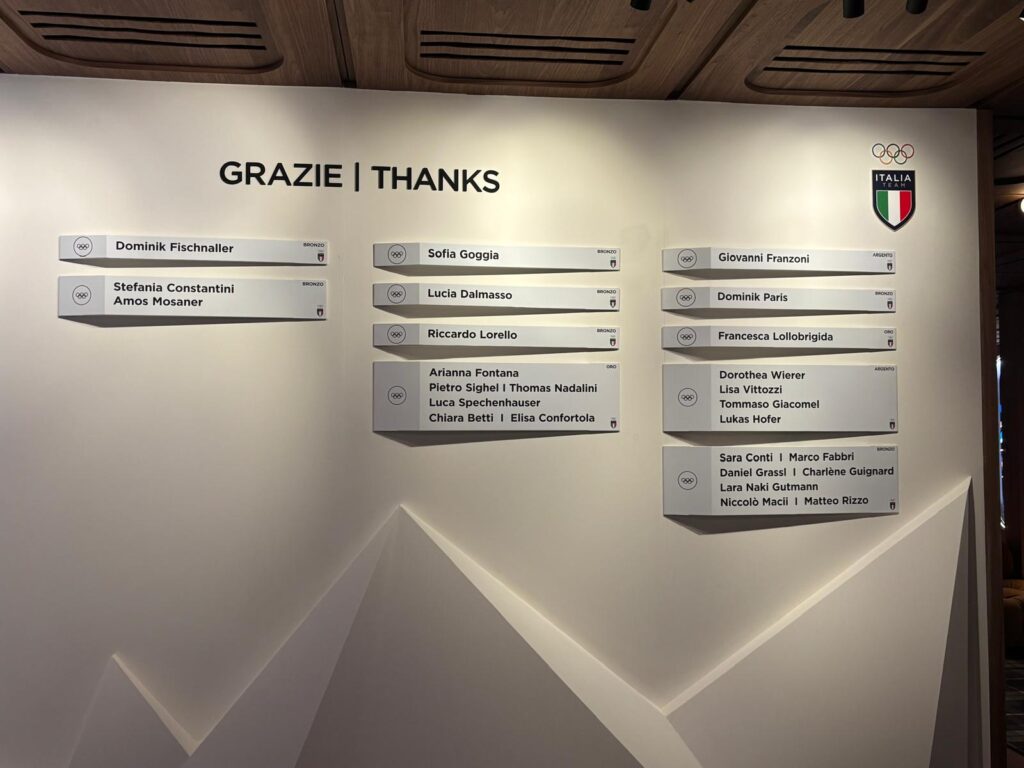 GRAZIE | THANKS
ITALIA
TEAM
Dominik Fischnaller
BRONZO
Stefania Constantini
BRONZO
Amos Mosaner
Sofia Goggia
BRONZO
Lucia Dalmasso
BRONZO
Riccardo Lorello
BRONZO
Arianna Fontana
ORO
Pietro Sighel I Thomas Nadalini
Luca Spechenhauser
Chiara Betti I Elisa Confortola
Giovanni Franzoni
ARGENTO
Dominik Paris
BRONZO
Francesca Lollobrigida
ORO
Dorothea Wierer
ARGENTO
Lisa Vittozzi
Tommaso Giacomel
Lukas Hofer
Sara Conti I Marco Fabbri
BRONZO
Daniel Grassl I Charlène Guignard
Lara Naki Gutmann
Niccolò Macii I Matteo Rizzo